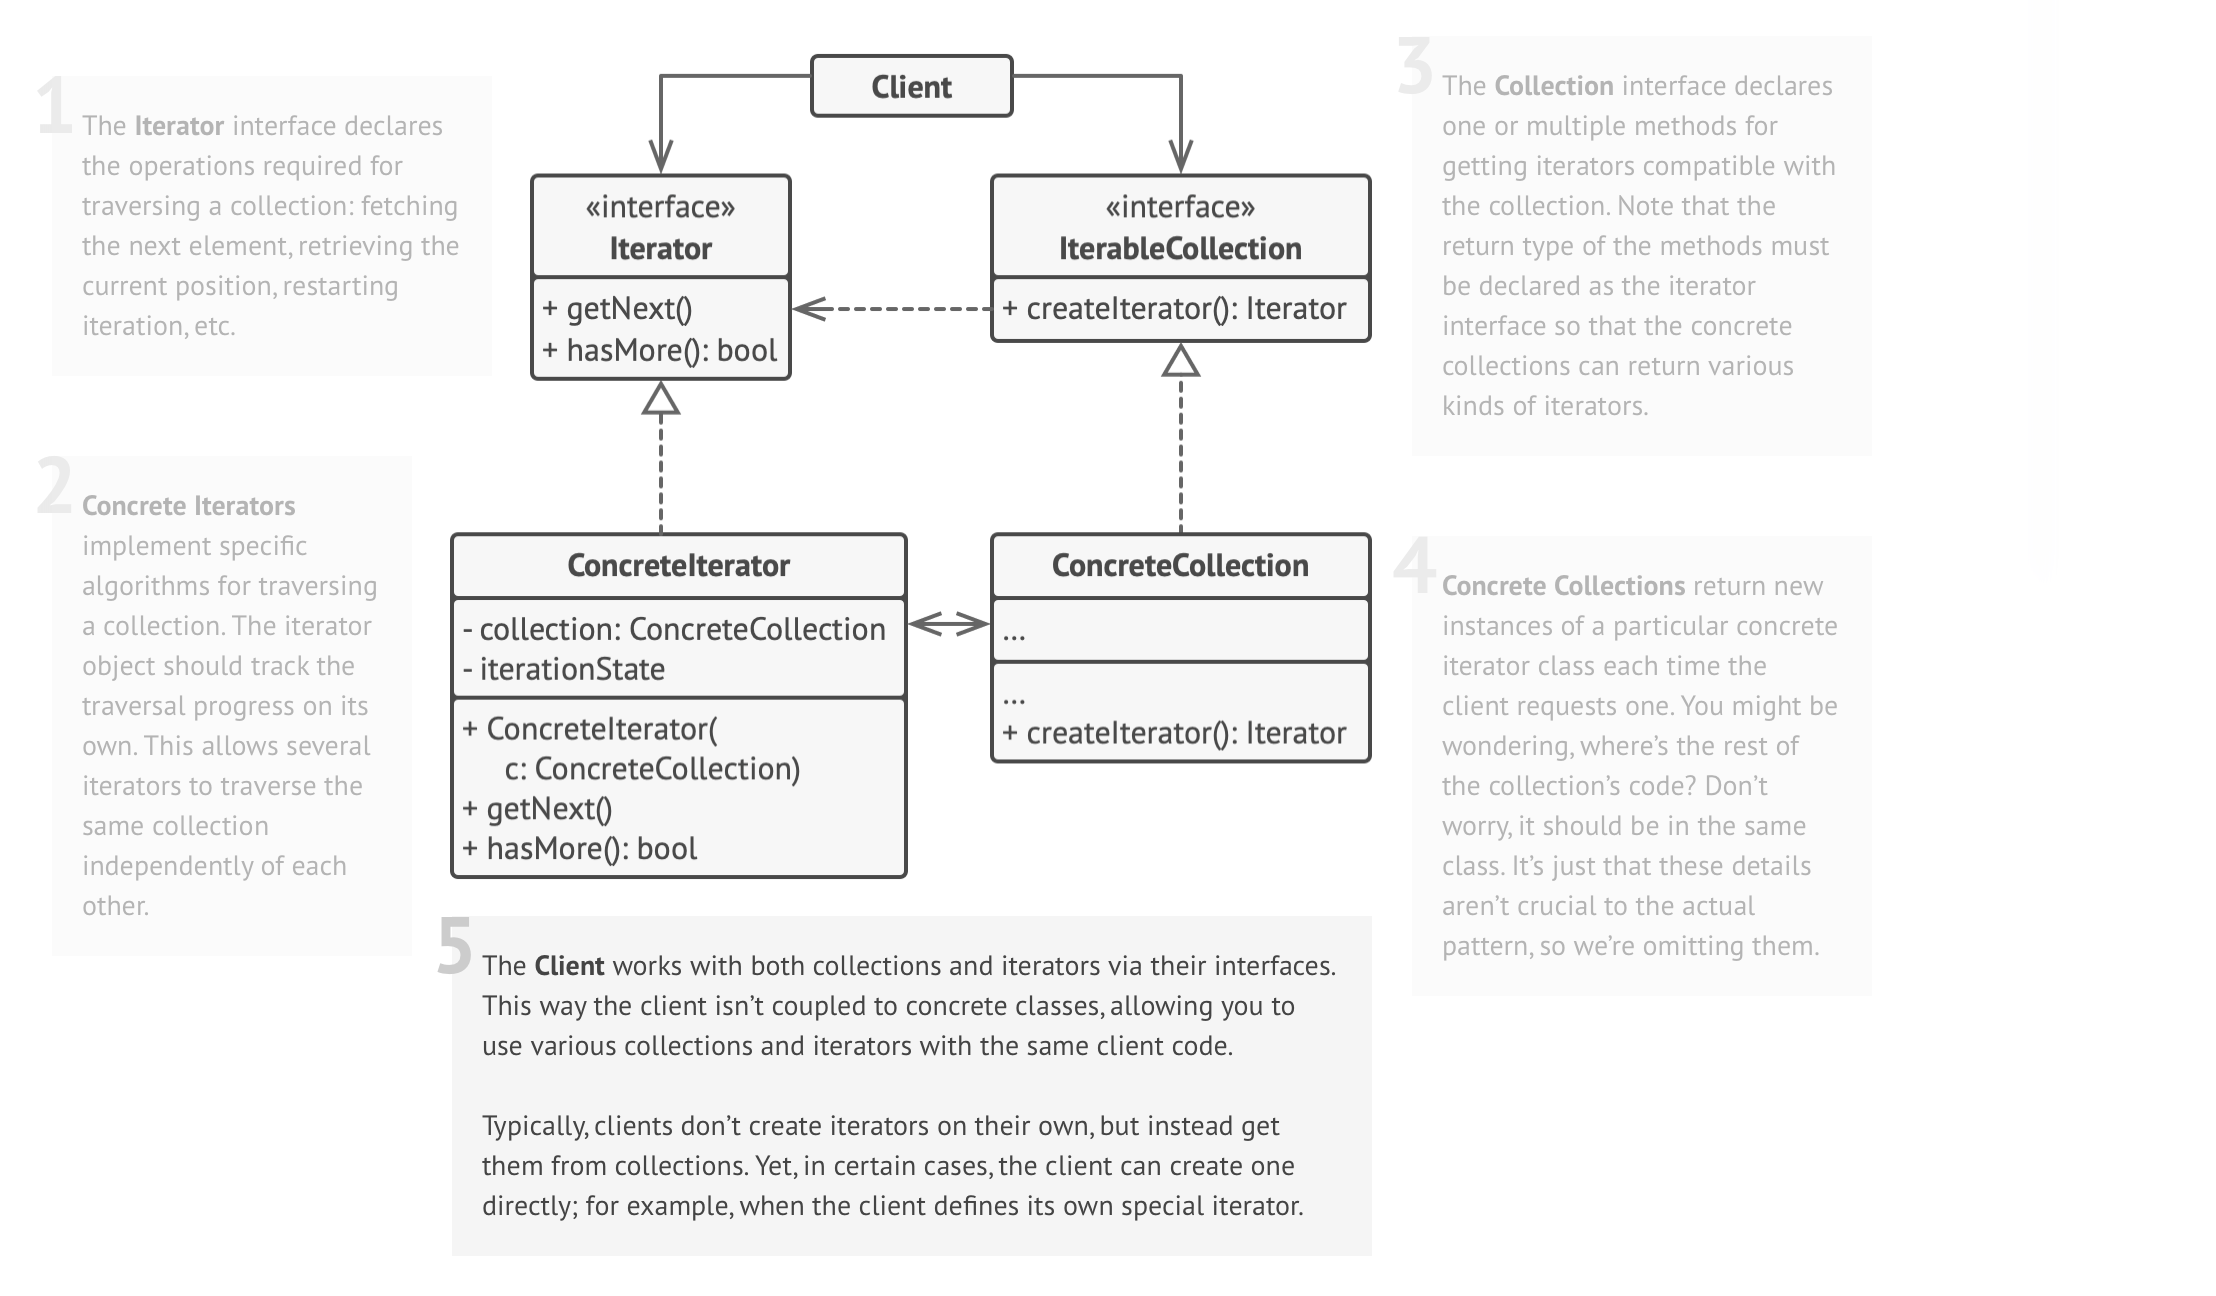 1
The Iterator interface declares
the operations required for
traversing a collection: fetching
the next element, retrieving the
current position, restarting
iteration, etc.
2
Concrete Iterators
implement specific
algorithms for traversing
a collection. The iterator
object should track the
traversal progress on its
own. This allows several
iterators to traverse the
same collection
independently of each
other.
Client
«interface»
Iterator
+ getNext()
+ hasMore(): bool
«interface»
IterableCollection
+ createIterator(): Iterator
ConcreteIterator
- collection: ConcreteCollection
- iterationState
+ ConcreteIterator(
c: ConcreteCollection)
+ getNext()
+ hasMore(): bool
ConcreteCollection
...
...
+ createIterator(): Iterator
3
The Collection interface declares
one or multiple methods for
getting iterators compatible with
the collection. Note that the
return type of the methods must
be declared as the iterator
interface so that the concrete
collections can return various
kinds of iterators.
4
Concrete Collections return new
instances of a particular concrete
iterator class each time the
client requests one. You might be
wondering, where’s the rest of
the collection’s code? Don’t
worry, it should be in the same
class. It’s just that these details
aren’t crucial to the actual
pattern, so we’re omitting them.
5
The Client works with both collections and iterators via their interfaces.
This way the client isn’t coupled to concrete classes, allowing you to
use various collections and iterators with the same client code.
Typically, clients don’t create iterators on their own, but instead get
them from collections. Yet, in certain cases, the client can create one
directly; for example, when the client defines its own special iterator.